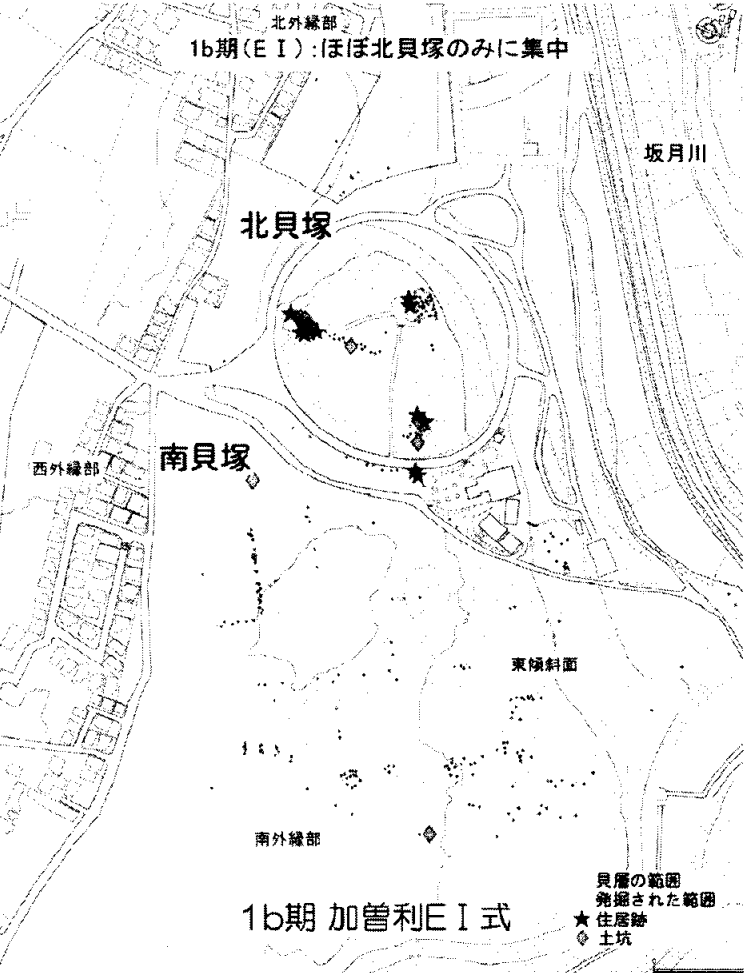 北外縁部
1b期(EⅠ):ほぼ北貝塚のみに集中
坂月川
北貝塚
南貝塚
西外縁部
東傾斜面
南外縁部
貝層の範囲
発掘された範囲
★住居跡
◇土坑
1b期 加曽利EⅠ式